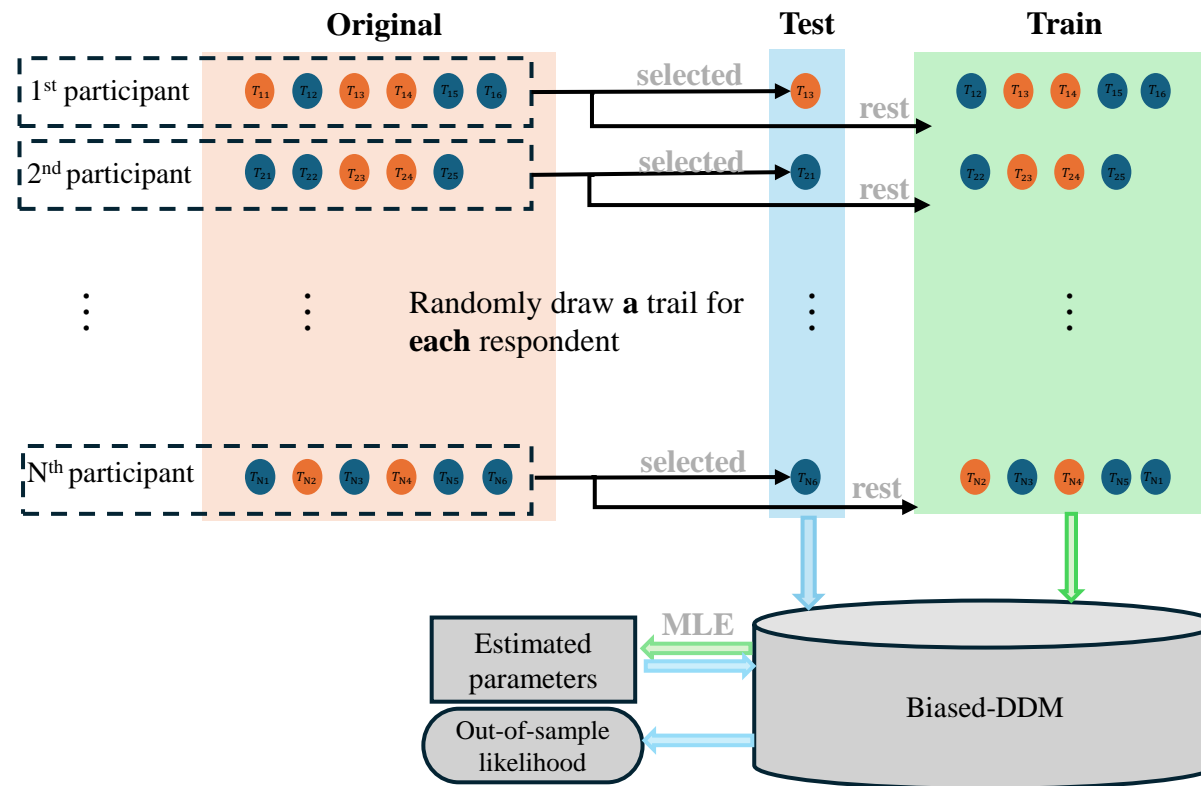 Original Test Train
1st participant T11 T12 T13 T14 T15 T16 selected T13 rest T12 T13 T14 T15 T16
2nd participant T21 T22 T23 T24 T25 selected T21 rest T22 T23 T24 T25
Randomly draw a trail for
each respondent
Nth participant TN1 TN2 TN3 TN4 TN5 TN6 selected TN6 rest TN2 TN3 TN4 TN5 TN1
MLE
Estimated
parameters
Biased-DDM
Out-of-sample
likelihood